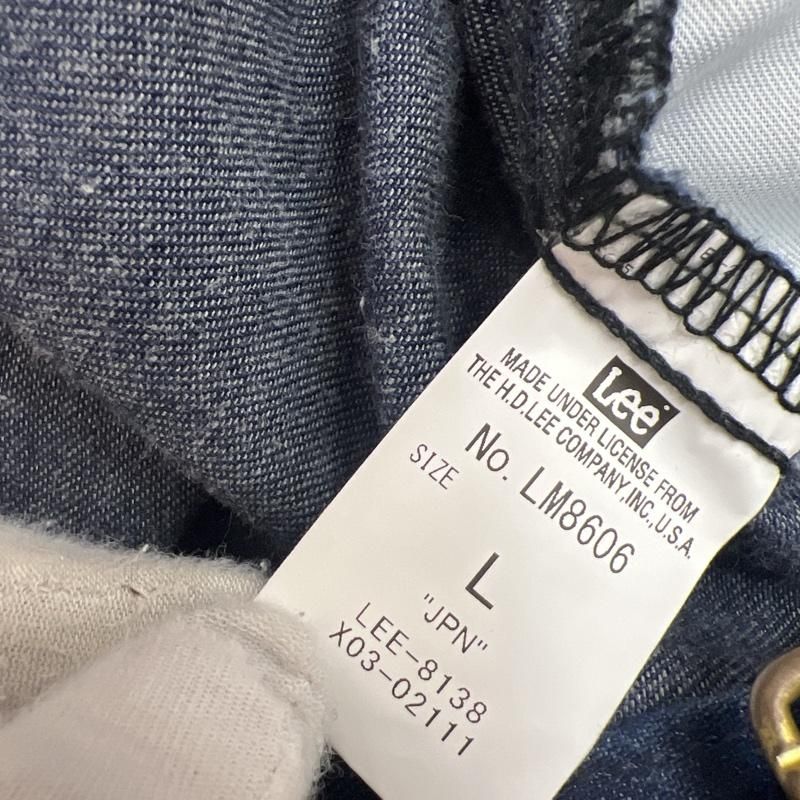 Lee
MADE UNDER LICENSE FROM
THE H.D.LEE COMPANY,INC.,U.S.A.
No. LM8606
SIZE
L
"JPN"
LEE-8138
X03-02111